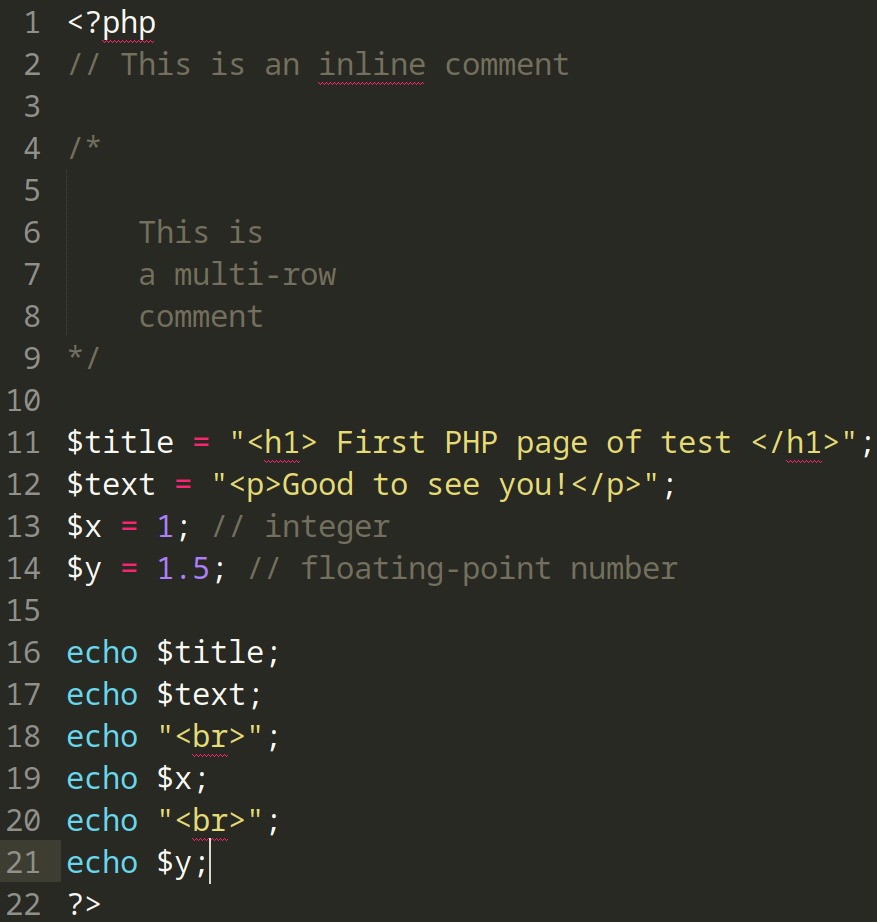 1 <?php
2 // This is an inline comment
3
4 /*
5
6     This is
7     a multi-row
8     comment
9 */
10
11 $title = "<h1> First PHP page of test </h1>";
12 $text = "<p>Good to see you!</p>";
13 $x = 1; // integer
14 $y = 1.5; // floating-point number
15
16 echo $title;
17 echo $text;
18 echo "<br>";
19 echo $x;
20 echo "<br>";
21 echo $y;
22 ?>